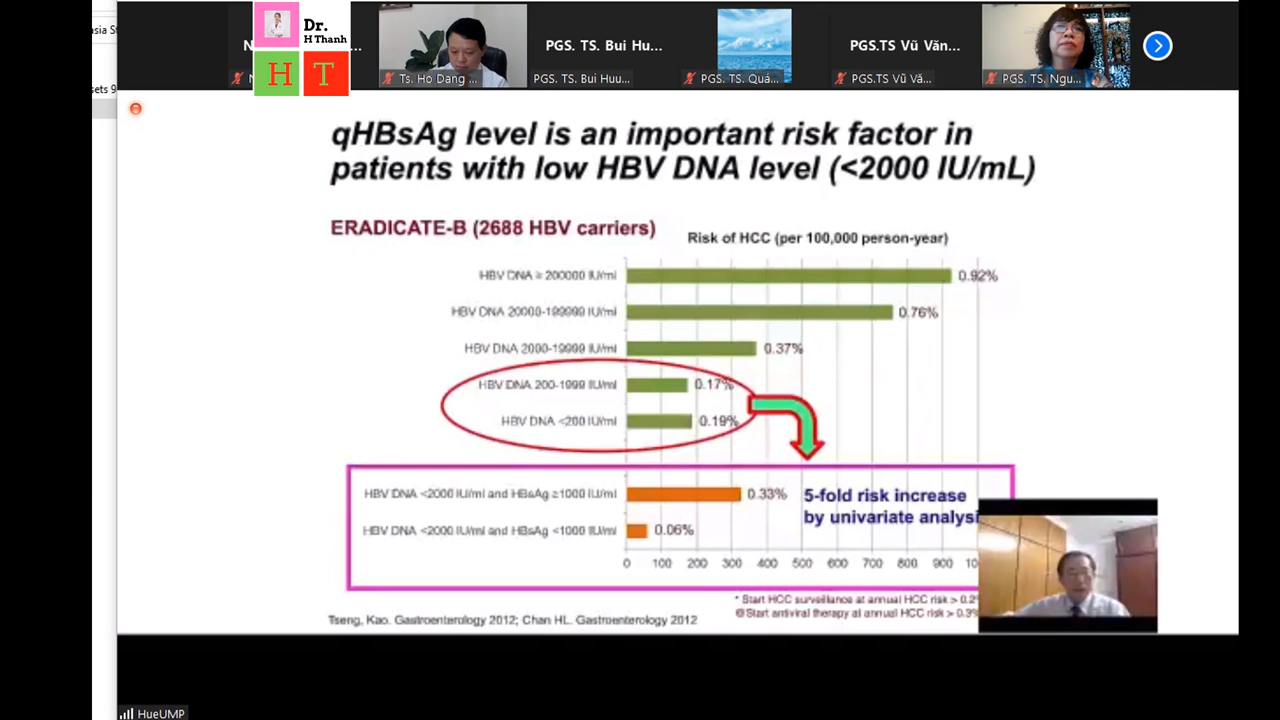 asia St
sets 9
Dr.
H Thanh
H T
Ts. Ho Dang ...
PGS. TS. Bui Hu...
PGS. TS. Bui Huu...
PGS. TS. Quá...
PGS.TS Vũ Văn...
PGS.TS Vũ Vă...
PGS. TS. Ngu...
qHBsAg level is an important risk factor in
patients with low HBV DNA level (<2000 IU/mL)
ERADICATE-B (2688 HBV carriers)
Risk of HCC (per 100,000 person-year)
HBV DNA ≥ 200000 IU/ml 0.92%
HBV DNA 20000-199999 IU/ml 0.76%
HBV DNA 2000-19999 IU/ml 0.37%
HBV DNA 200-1999 IU/ml 0.17%
HBV DNA <200 IU/ml 0.19%
HBV DNA <2000 IU/ml and HBsAg ≥1000 IU/ml 0.33%
5-fold risk increase
by univariate analysi
HBV DNA <2000 IU/ml and HBsAg <1000 IU/ml 0.06%
0 100 200 300 400 500 600 700 800 900 10
* Start HCC surveillance at annual HCC risk > 0.2
@Start antiviral therapy at annual HCC risk > 0.3%
Tseng, Kao. Gastroenterology 2012; Chan HL. Gastroenterology 2012
HueUMP